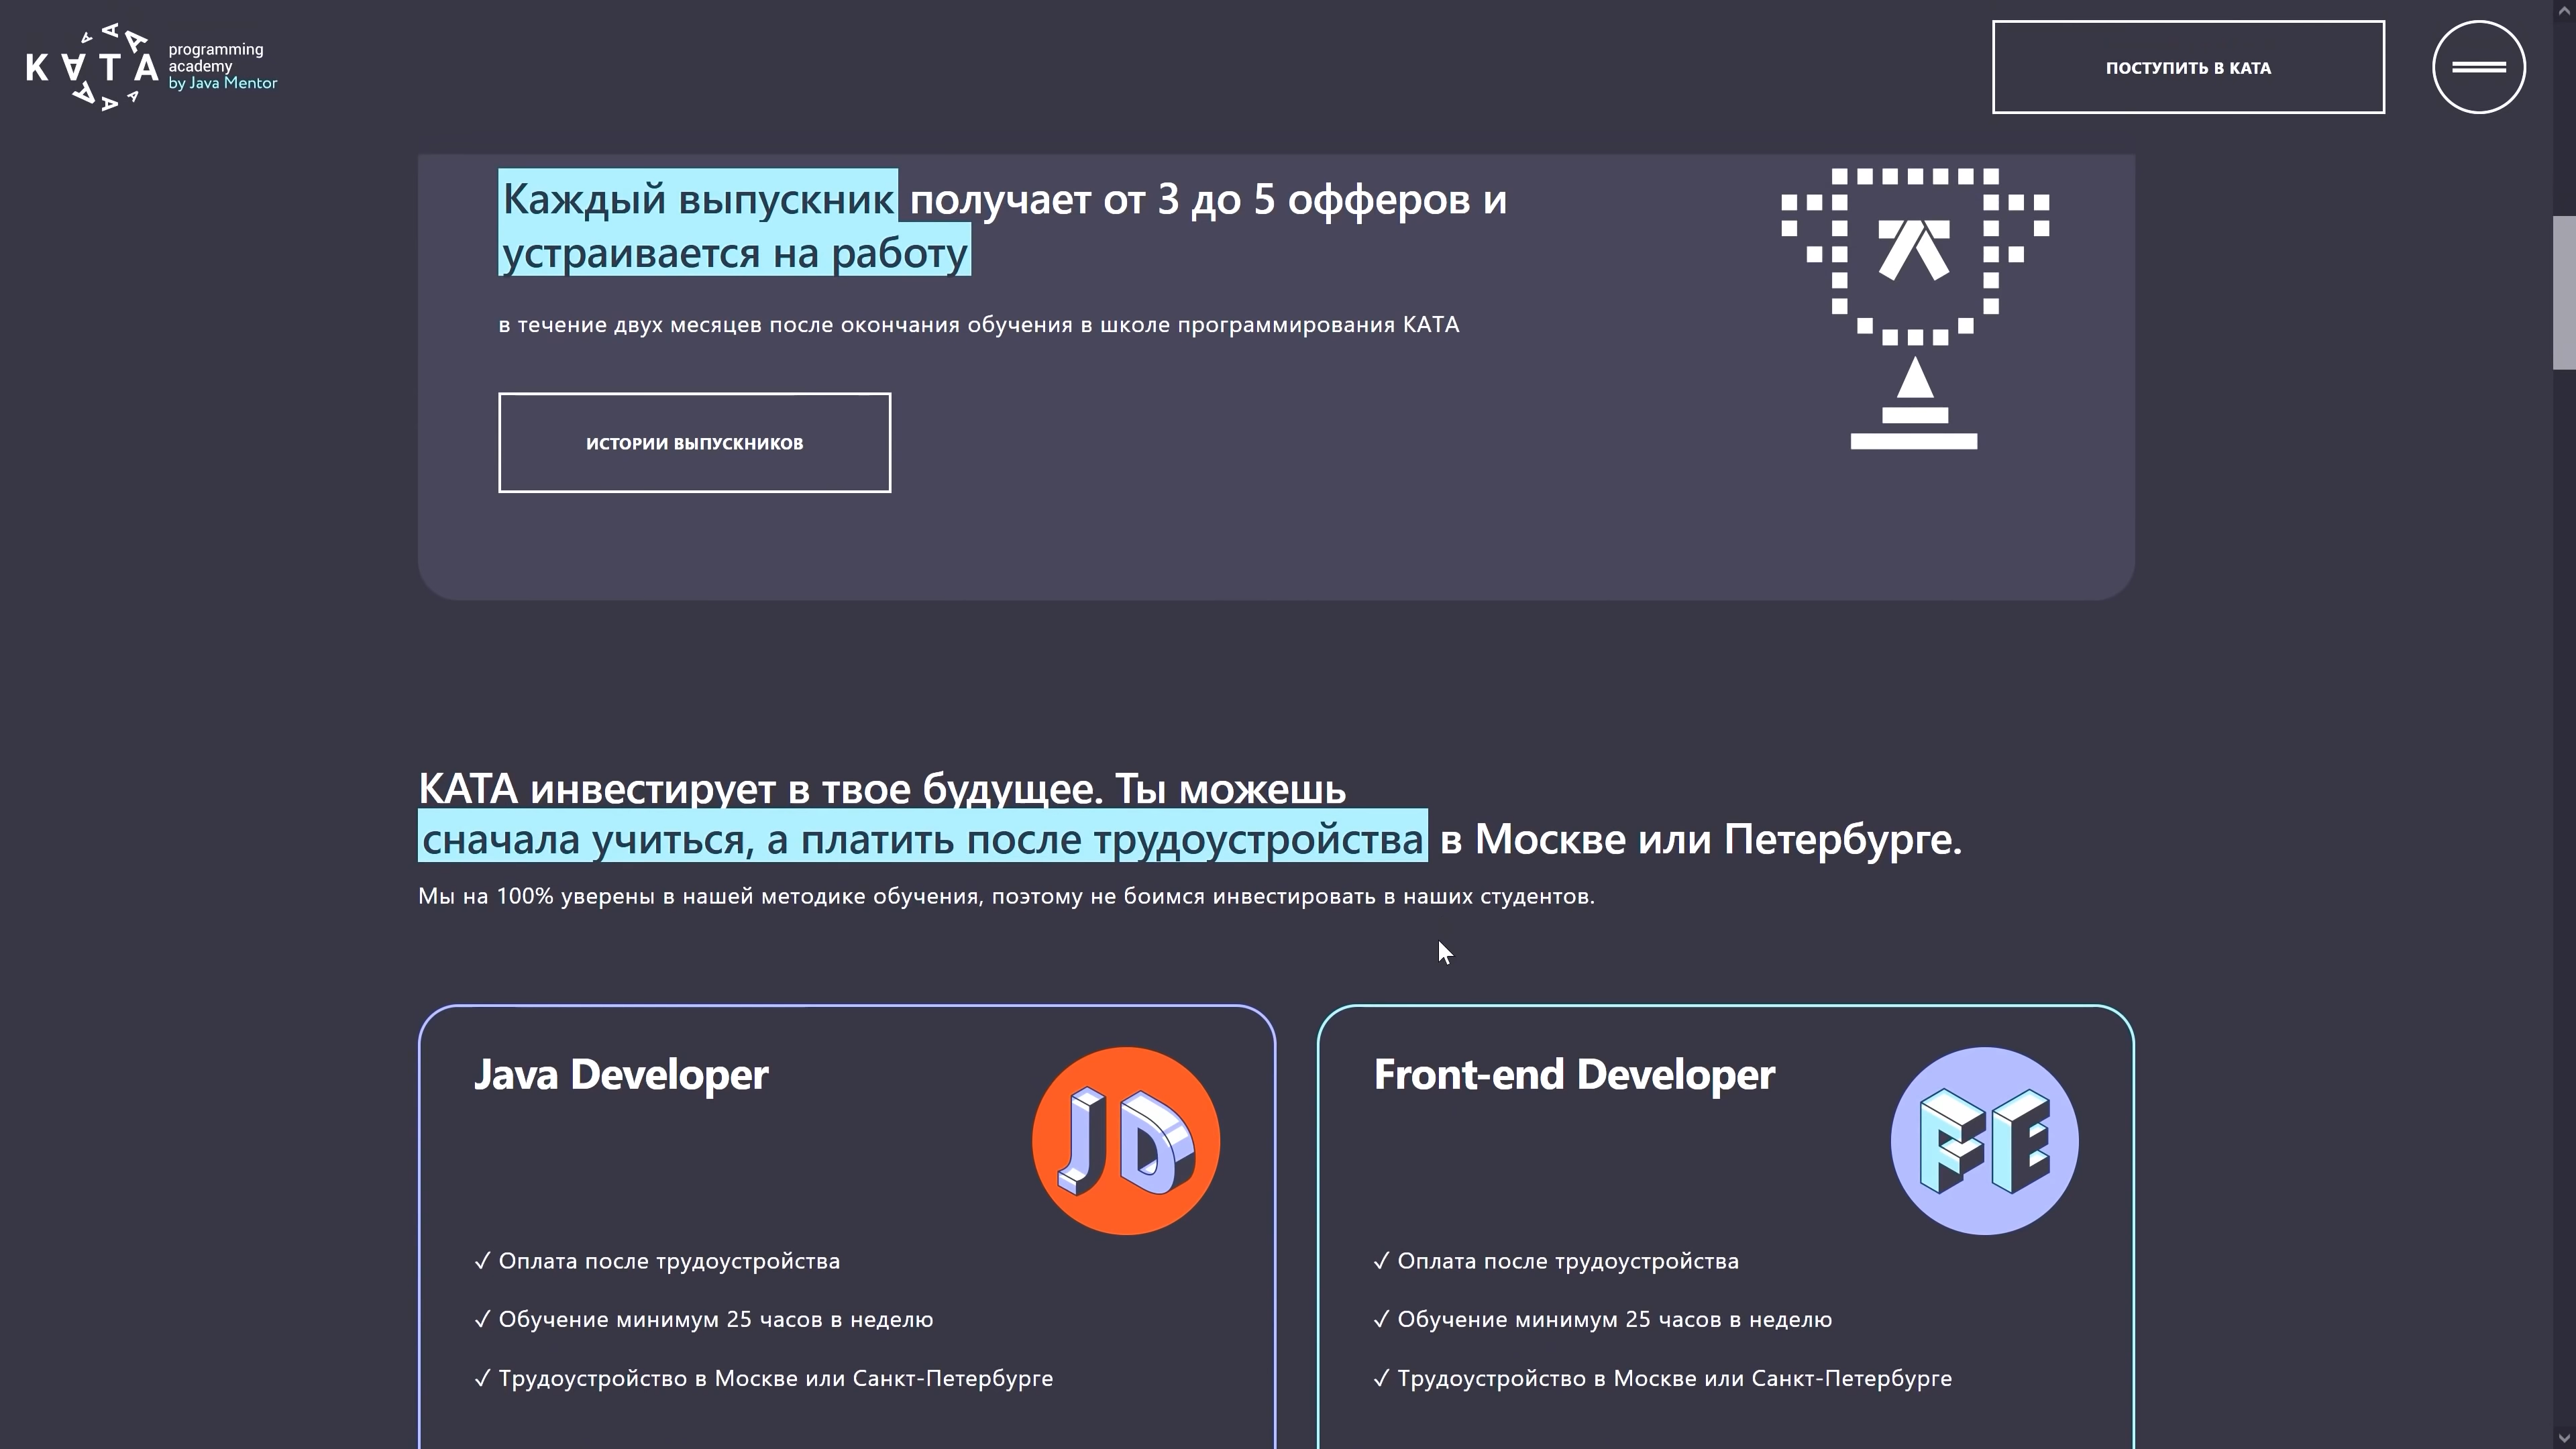 КАТА
programming
academy
by Java Mentor
ПОСТУПИТЬ В КАТА
Каждый выпускник получает от 3 до 5 офферов и
устраивается на работу
в течение двух месяцев после окончания обучения в школе программирования КАТА
ИСТОРИИ ВЫПУСКНИКОВ
КАТА инвестирует в твое будущее. Ты можешь
сначала учиться, а платить после трудоустройства в Москве или Петербурге.
Мы на 100% уверены в нашей методике обучения, поэтому не боимся инвестировать в наших студентов.
Java Developer
JD
✓ Оплата после трудоустройства
✓ Обучение минимум 25 часов в неделю
✓ Трудоустройство в Москве или Санкт-Петербурге
Front-end Developer
FE
✓ Оплата после трудоустройства
✓ Обучение минимум 25 часов в неделю
✓ Трудоустройство в Москве или Санкт-Петербурге